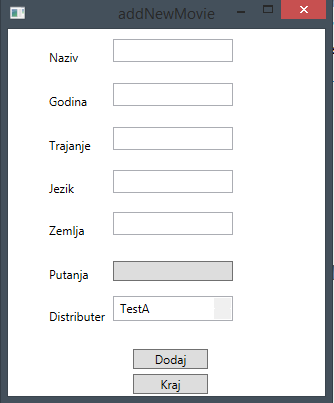 addNewMovie
Naziv
Godina
Trajanje
Jezik
Zemlja
Putanja
Distributer TestA
Dodaj
Kraj